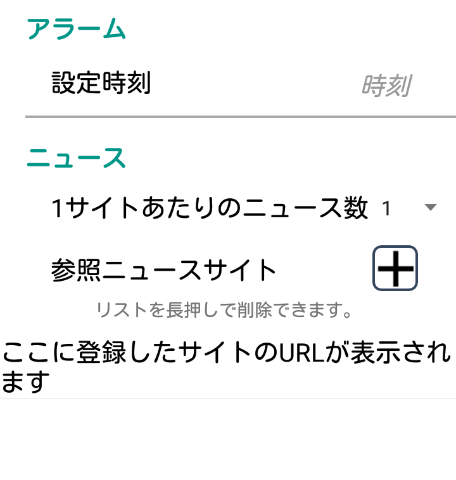 アラーム
設定時刻 時刻
ニュース
1サイトあたりのニュース数 1
参照ニュースサイト
リストを長押しで削除できます。
ここに登録したサイトのURLが表示され
ます